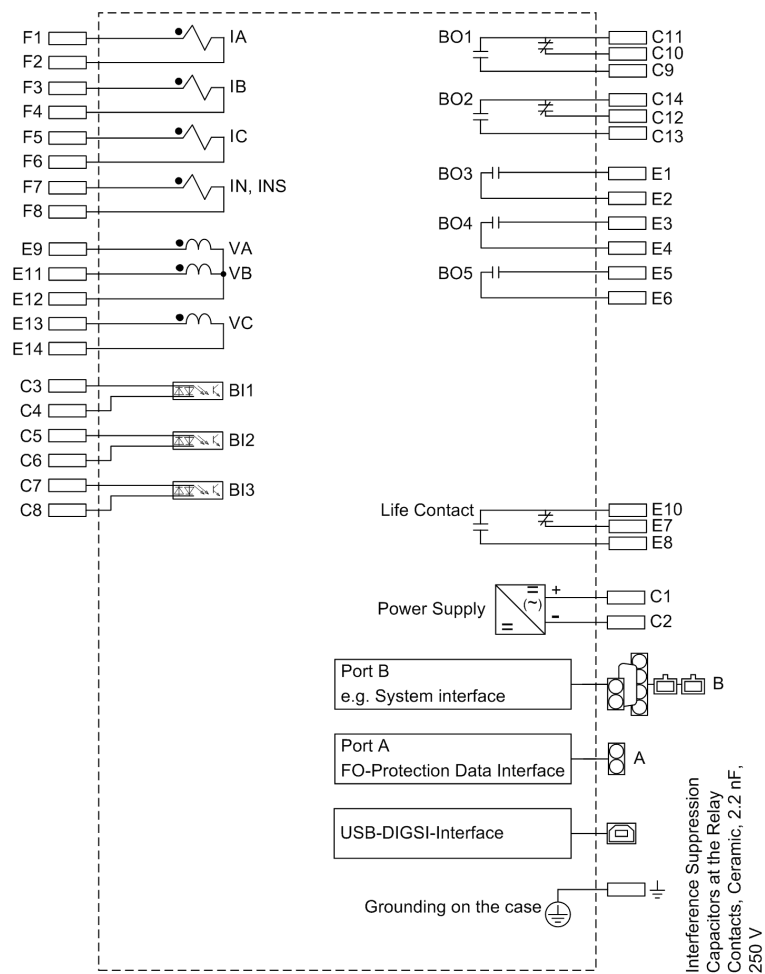 F1
IA
F2
F3
IB
F4
F5
IC
F6
F7
IN, INS
F8
E9
VA
E11
VB
E12
E13
VC
E14
C3
BI1
C4
C5
BI2
C6
C7
BI3
C8
BO1
C11
C10
C9
BO2
C14
C12
C13
BO3
E1
E2
BO4
E3
E4
BO5
E5
E6
Life Contact
E10
E7
E8
Power Supply
=
(~)
=
+
-
C1
C2
Port B
e.g. System interface
B
Port A
FO-Protection Data Interface
A
USB-DIGSI-Interface
Grounding on the case
Interference Suppression
Capacitors at the Relay
Contacts, Ceramic, 2.2 nF,
250 V